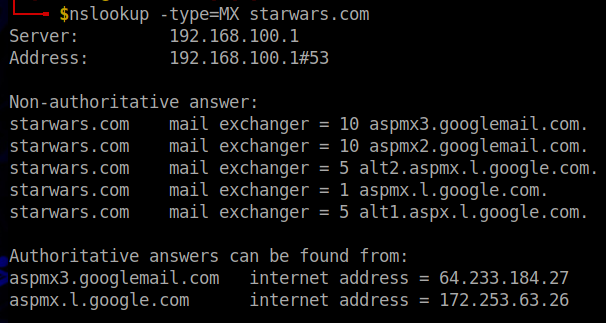 $nslookup -type=MX starwars.com
Server: 192.168.100.1
Address: 192.168.100.1#53
Non-authoritative answer:
starwars.com mail exchanger = 10 aspmx3.googlemail.com.
starwars.com mail exchanger = 10 aspmx2.googlemail.com.
starwars.com mail exchanger = 5 alt2.aspmx.l.google.com.
starwars.com mail exchanger = 1 aspmx.l.google.com.
starwars.com mail exchanger = 5 alt1.aspx.l.google.com.
Authoritative answers can be found from:
aspmx3.googlemail.com internet address = 64.233.184.27
aspmx.l.google.com internet address = 172.253.63.26